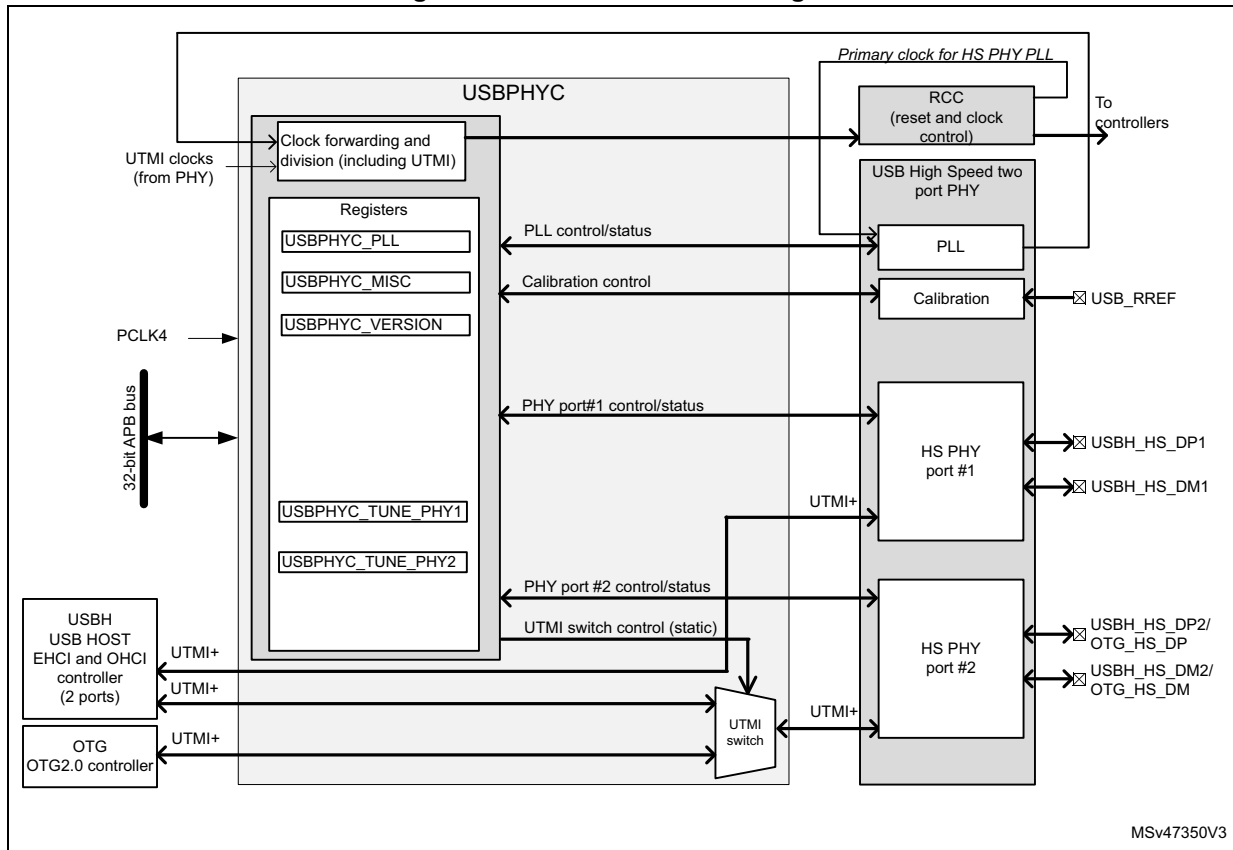 Primary clock for HS PHY PLL
USBPHYC
RCC
(reset and clock
control)
To
controllers
Clock forwarding and
division (including UTMI)
UTMI clocks
(from PHY)
USB High Speed two
port PHY
Registers
USBPHYC_PLL
PLL control/status
PLL
USBPHYC_MISC
Calibration control
Calibration
USB_RREF
USBPHYC_VERSION
PCLK4
32-bit APB bus
PHY port#1 control/status
HS PHY
port #1
USBH_HS_DP1
USBH_HS_DM1
UTMI+
USBPHYC_TUNE_PHY1
USBPHYC_TUNE_PHY2
PHY port #2 control/status
UTMI switch control (static)
USBH
USB HOST
EHCI and OHCI
controller
(2 ports)
UTMI+
UTMI+
HS PHY
port #2
USBH_HS_DP2/
OTG_HS_DP
USBH_HS_DM2/
OTG_HS_DM
UTMI
switch
UTMI+
OTG
OTG2.0 controller
UTMI+
MSv47350V3